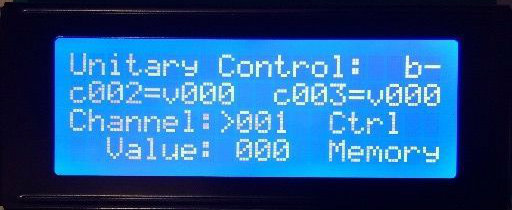 Unitary Control: b-
c002=v000 c003=v000
Channel:>001 Ctrl
Value: 000 Memory